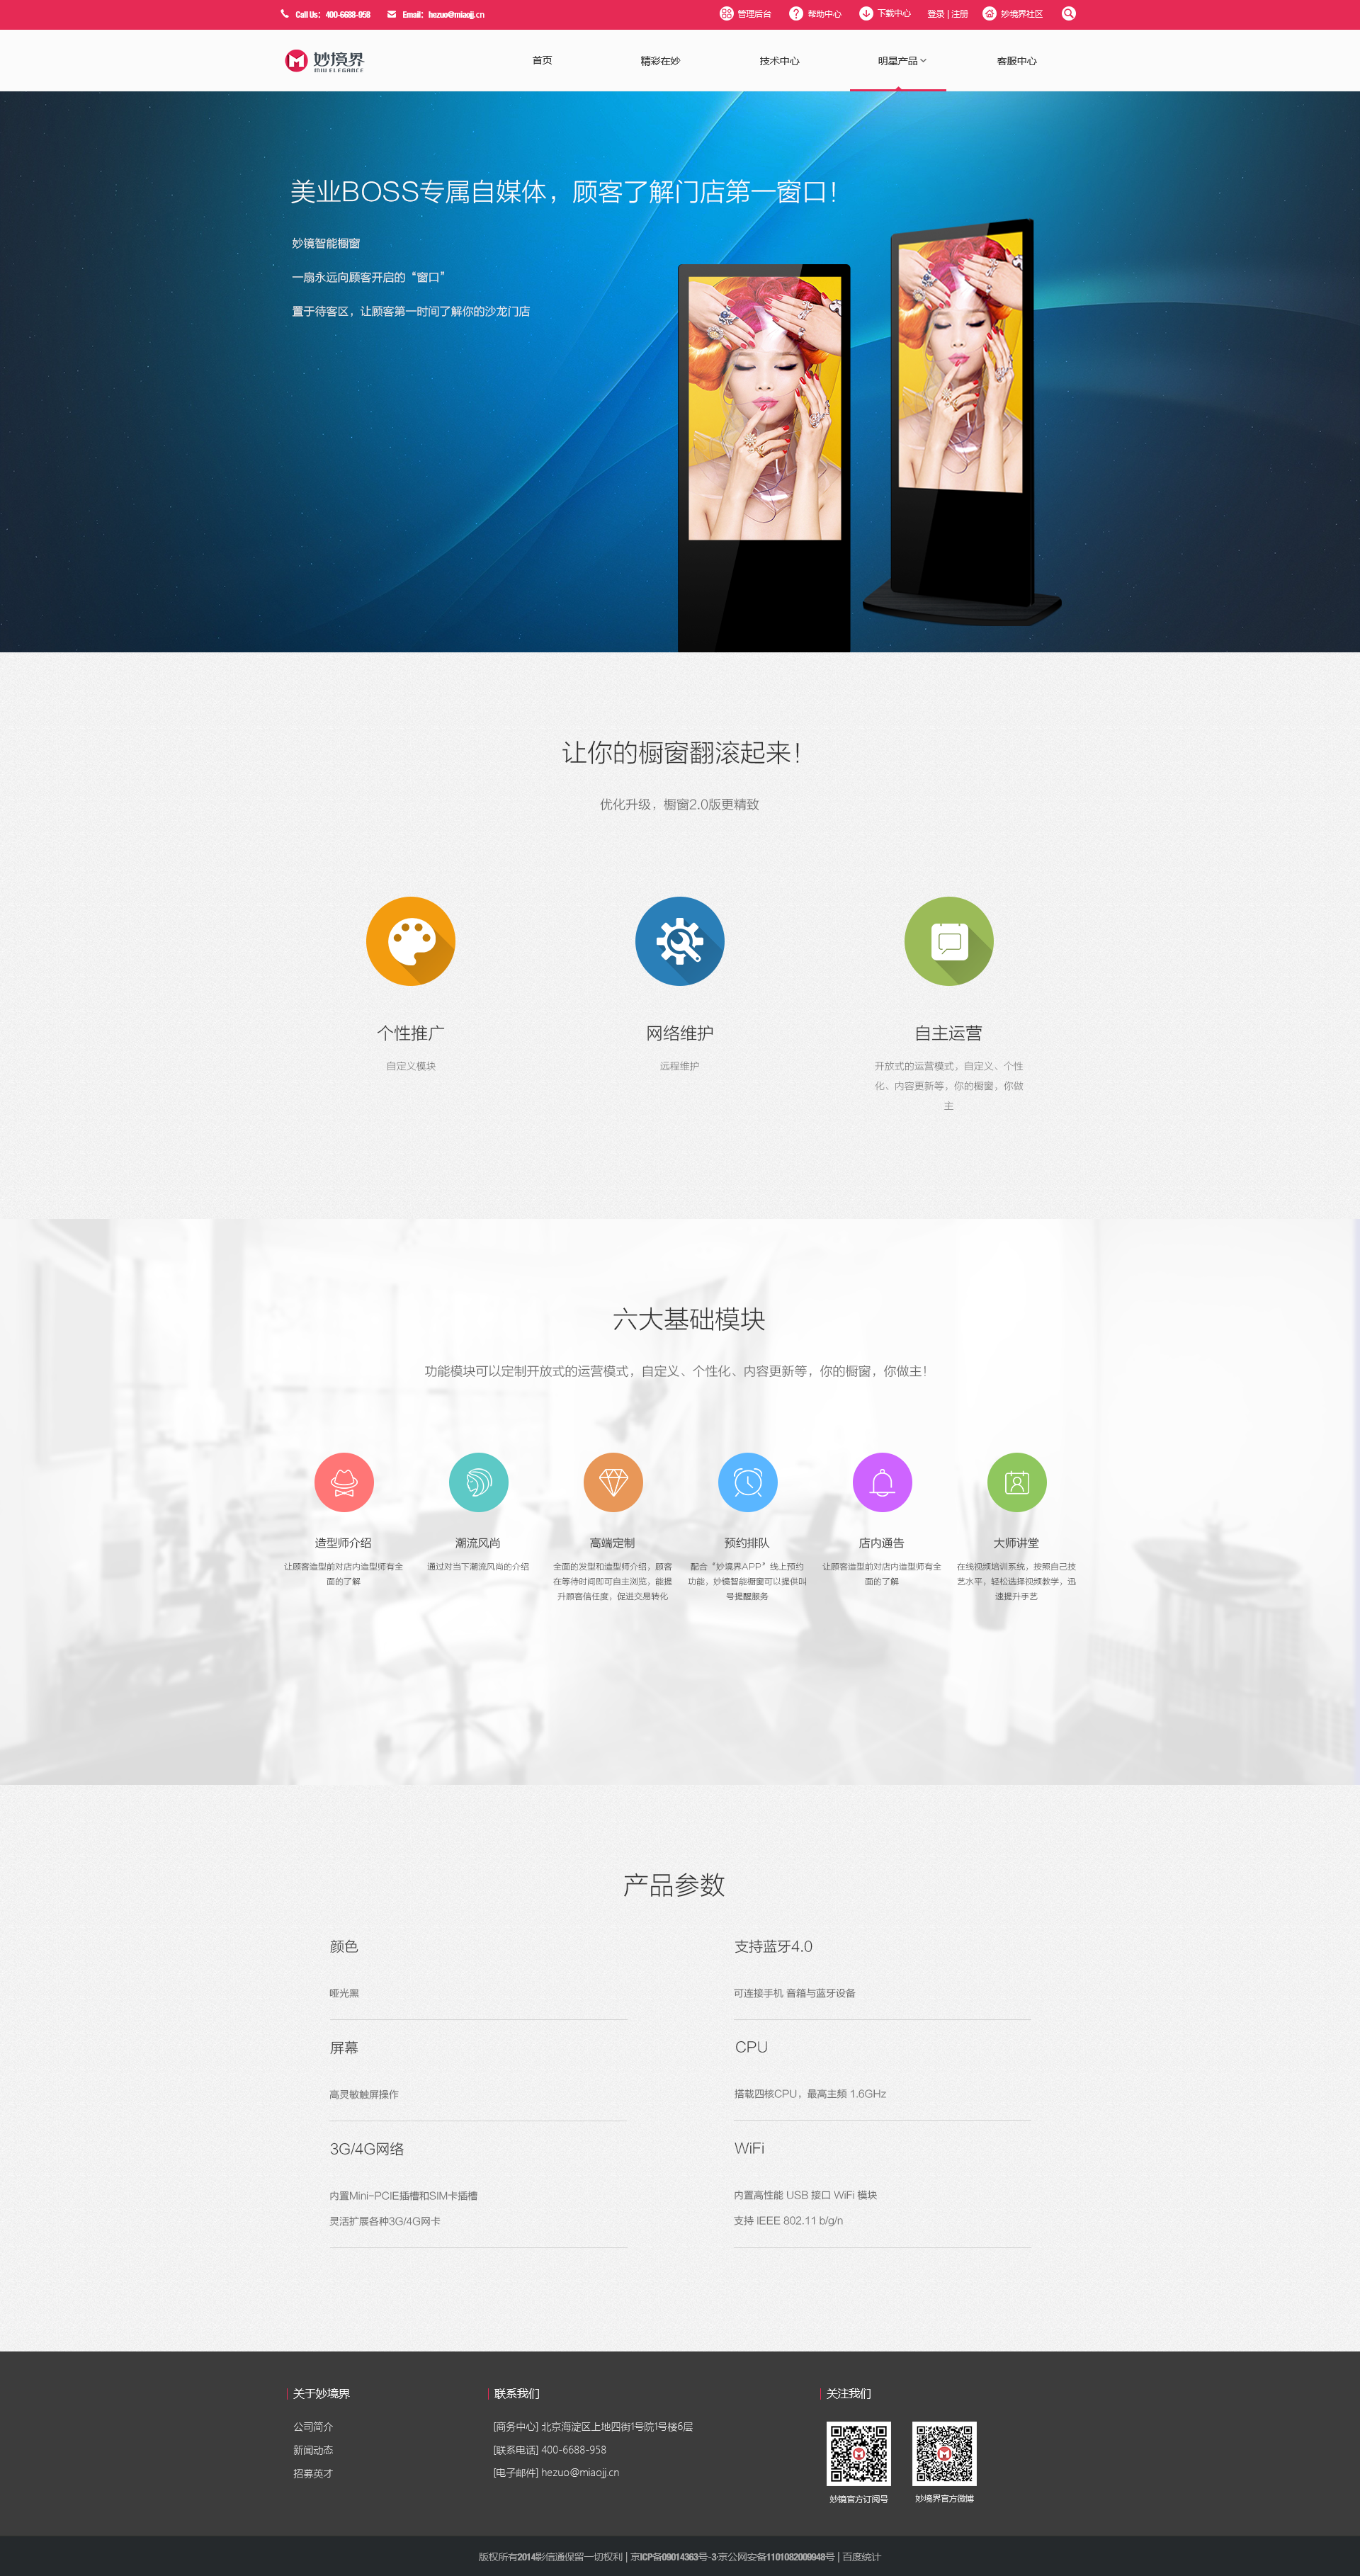 Call Us: 400-6688-958
Email: hezuo@miaojj.cn
管理后台
帮助中心
下载中心
登录 | 注册
妙境界社区
妙境界
MIU ELEGANCE
首页
精彩在妙
技术中心
明星产品
客服中心
美业BOSS专属自媒体，顾客了解门店第一窗口！
妙镜智能橱窗
一扇永远向顾客开启的“窗口”
置于待客区，让顾客第一时间了解你的沙龙门店
让你的橱窗翻滚起来！
优化升级，橱窗2.0版更精致
个性推广
自定义模块
网络维护
远程维护
自主运营
开放式的运营模式，自定义、个性
化、内容更新等，你的橱窗，你做
主
六大基础模块
功能模块可以定制开放式的运营模式，自定义、个性化、内容更新等，你的橱窗，你做主！
造型师介绍
让顾客造型前对店内造型师有全
面的了解
潮流风尚
通过对当下潮流风尚的介绍
高端定制
全面的发型和造型师介绍，顾客
在等待时间即可自主浏览，能提
升顾客信任度，促进交易转化
预约排队
配合“妙境界APP”线上预约
功能，妙镜智能橱窗可以提供叫
号提醒服务
店内通告
让顾客造型前对店内造型师有全
面的了解
大师讲堂
在线视频培训系统，按照自己技
艺水平，轻松选择视频教学，迅
速提升手艺
产品参数
颜色
哑光黑
支持蓝牙4.0
可连接手机 音箱与蓝牙设备
屏幕
高灵敏触屏操作
CPU
搭载四核CPU，最高主频 1.6GHz
3G/4G网络
内置Mini-PCIE插槽和SIM卡插槽
灵活扩展各种3G/4G网卡
WiFi
内置高性能 USB 接口 WiFi 模块
支持 IEEE 802.11 b/g/n
关于妙境界
公司简介
新闻动态
招募英才
联系我们
[商务中心] 北京海淀区上地四街1号院1号楼6层
[联系电话] 400-6688-958
[电子邮件] hezuo@miaojj.cn
关注我们
妙镜官方订阅号
妙境界官方微博
版权所有2014影信通保留一切权利 | 京ICP备09014363号-3·京公网安备1101082009948号 | 百度统计